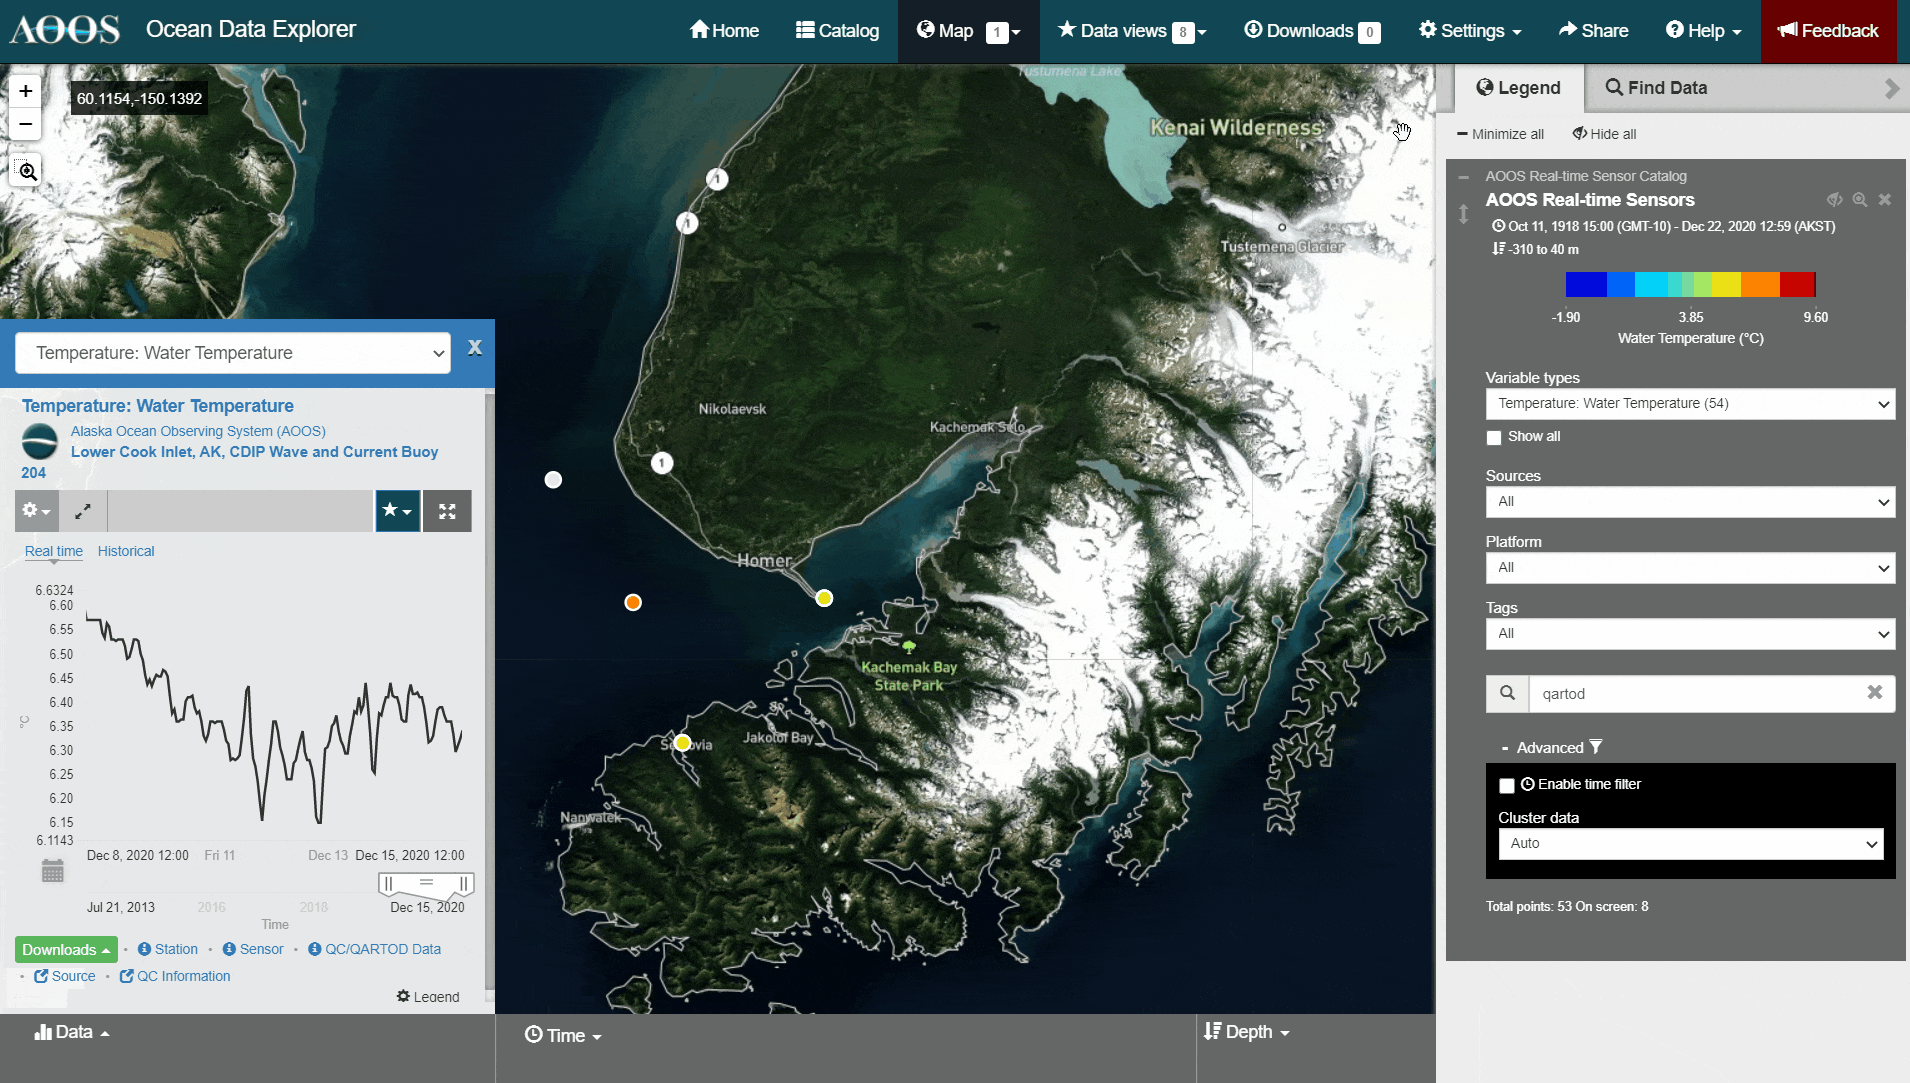 AOOS Ocean Data Explorer Home Catalog Map 1 Data views 8 Downloads 0 Settings Share Help Feedback
+
−
60.1154,-150.1392
Tustumena Lake
Kenai Wilderness
Tustemena Glacier
1
1
1
Nikolaevsk
Kachemak Selo
Homer
Kachemak Bay
State Park
Jakolof Bay
Nanwalek
Temperature: Water Temperature X
Temperature: Water Temperature
Alaska Ocean Observing System (AOOS)
Lower Cook Inlet, AK, CDIP Wave and Current Buoy
204
Real time Historical
6.6324
6.60
6.55
6.50
6.45
6.40
6.35
6.30
6.25
6.20
6.15
6.1143
°C
Dec 8, 2020 12:00 Fri 11 Dec 13 Dec 15, 2020 12:00
Jul 21, 2013 2016 2018 Dec 15, 2020
Time
Downloads • Station • Sensor • QC/QARTOD Data
• Source • QC Information
Legend
Data
Time
Depth
Legend Find Data
Minimize all Hide all
AOOS Real-time Sensor Catalog
AOOS Real-time Sensors
Oct 11, 1918 15:00 (GMT-10) - Dec 22, 2020 12:59 (AKST)
-310 to 40 m
-1.90 3.85 9.60
Water Temperature (°C)
Variable types
Temperature: Water Temperature (54)
Show all
Sources
All
Platform
All
Tags
All
qartod
- Advanced
Enable time filter
Cluster data
Auto
Total points: 53 On screen: 8